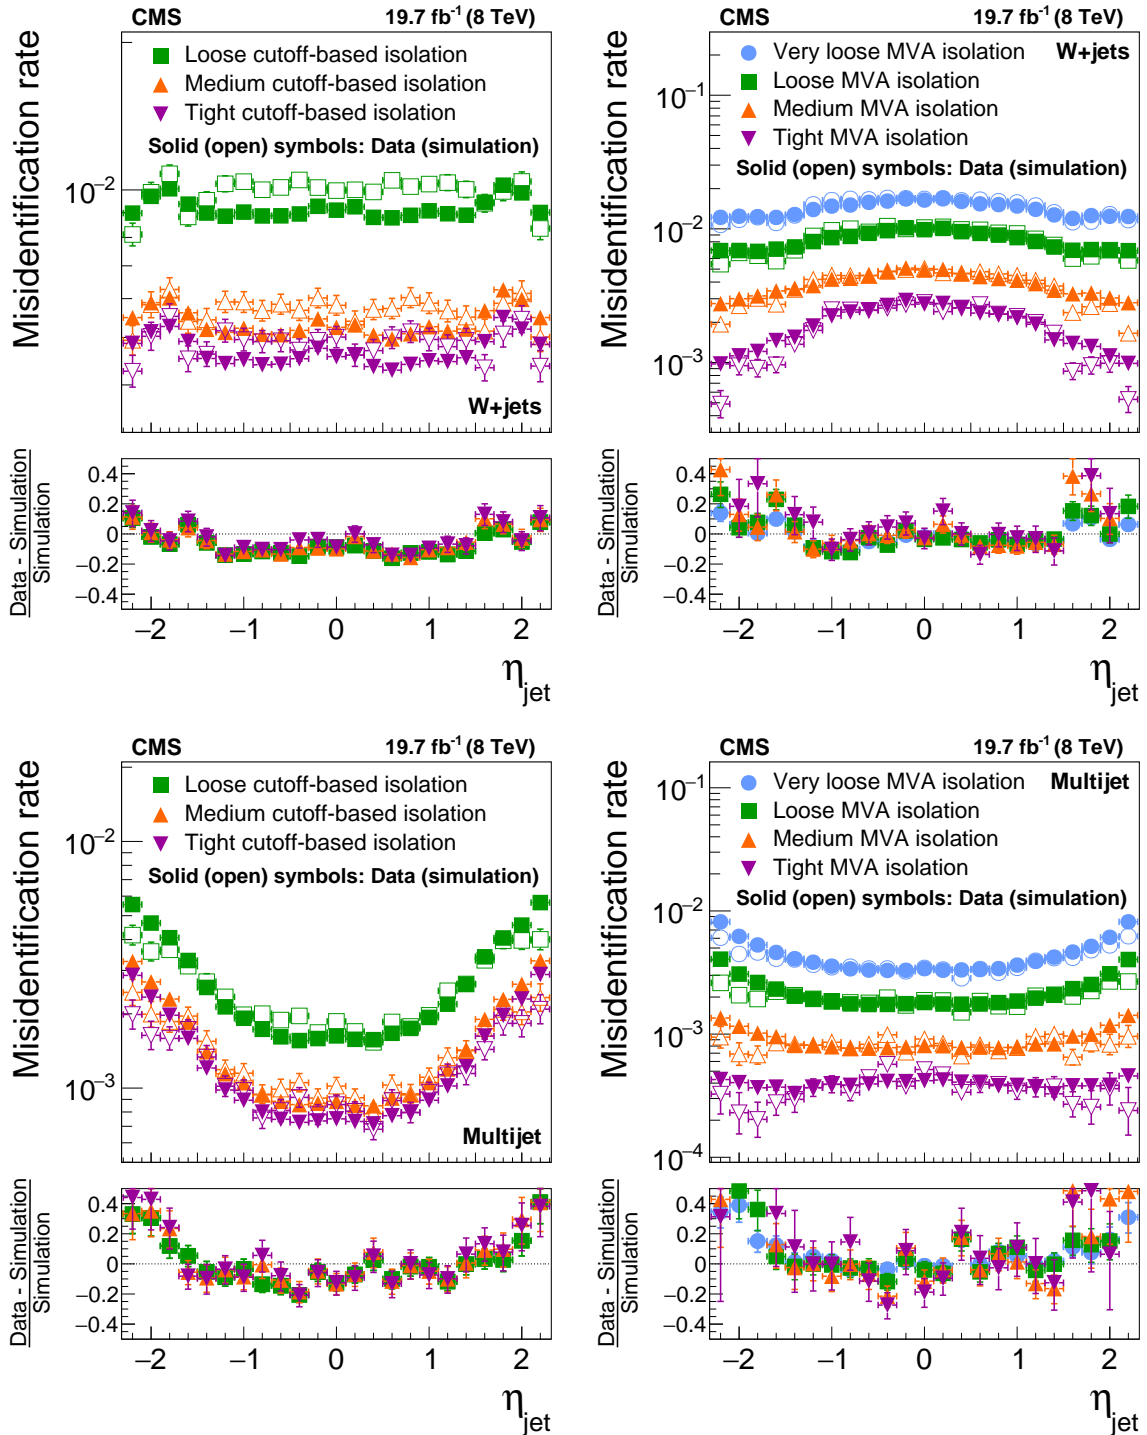 CMS 19.7 fb⁻¹ (8 TeV)
Misidentification rate
Loose cutoff-based isolation
Medium cutoff-based isolation
Tight cutoff-based isolation
Solid (open) symbols: Data (simulation)
10⁻²
W+jets
Data - Simulation
Simulation
0.4
0.2
0
−0.2
−0.4
−2 −1 0 1 2
η_jet
CMS 19.7 fb⁻¹ (8 TeV)
Misidentification rate
Very loose MVA isolation W+jets
Loose MVA isolation
Medium MVA isolation
Tight MVA isolation
Solid (open) symbols: Data (simulation)
10⁻¹
10⁻²
10⁻³
Data - Simulation
Simulation
0.4
0.2
0
−0.2
−0.4
−2 −1 0 1 2
η_jet
CMS 19.7 fb⁻¹ (8 TeV)
Misidentification rate
Loose cutoff-based isolation
Medium cutoff-based isolation
Tight cutoff-based isolation
Solid (open) symbols: Data (simulation)
10⁻²
10⁻³
Multijet
Data - Simulation
Simulation
0.4
0.2
0
−0.2
−0.4
−2 −1 0 1 2
η_jet
CMS 19.7 fb⁻¹ (8 TeV)
Misidentification rate
Very loose MVA isolation Multijet
Loose MVA isolation
Medium MVA isolation
Tight MVA isolation
Solid (open) symbols: Data (simulation)
10⁻¹
10⁻²
10⁻³
10⁻⁴
Data - Simulation
Simulation
0.4
0.2
0
−0.2
−0.4
−2 −1 0 1 2
η_jet